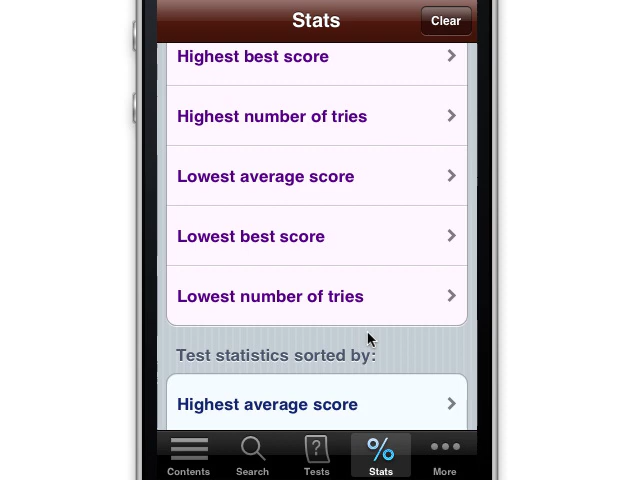 Stats
Clear
Highest best score
Highest number of tries
Lowest average score
Lowest best score
Lowest number of tries
Test statistics sorted by:
Highest average score
?
%
Contents
Search
Tests
Stats
More